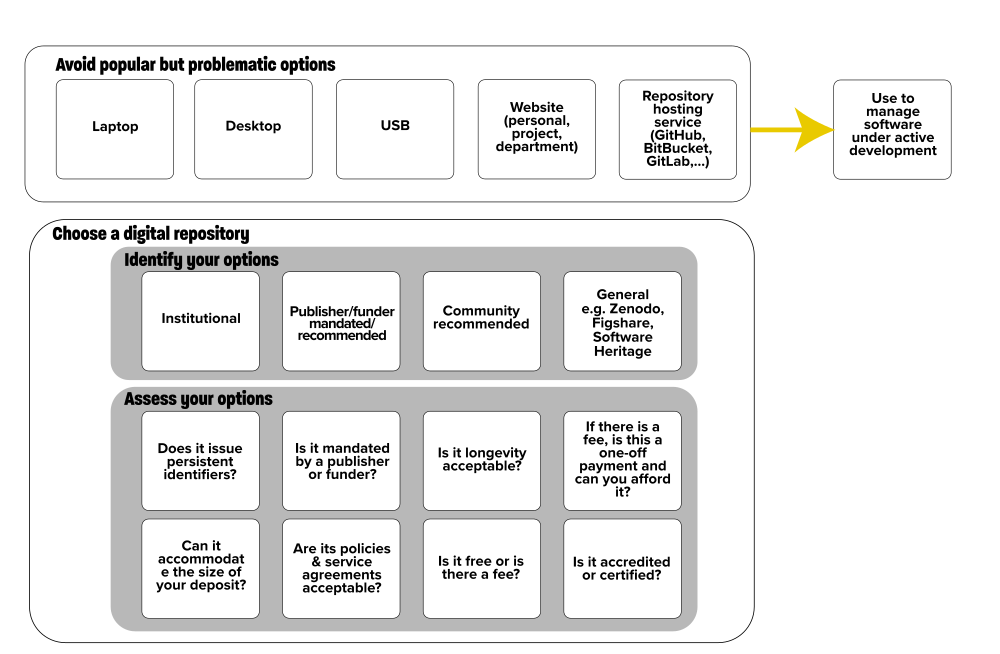 Avoid popular but problematic options
Laptop
Desktop
USB
Website
(personal,
project,
department)
Repository
hosting
service
(GitHub,
BitBucket,
GitLab,...)
Use to
manage
software
under active
development
Choose a digital repository
Identify your options
Institutional
Publisher/funder
mandated/
recommended
Community
recommended
General
e.g. Zenodo,
Figshare,
Software
Heritage
Assess your options
Does it issue
persistent
identifiers?
Is it mandated
by a publisher
or funder?
Is it longevity
acceptable?
If there is a
fee, is this a
one-off
payment and
can you afford
it?
Can it
accommodat
e the size of
your deposit?
Are its policies
& service
agreements
acceptable?
Is it free or is
there a fee?
Is it accredited
or certified?